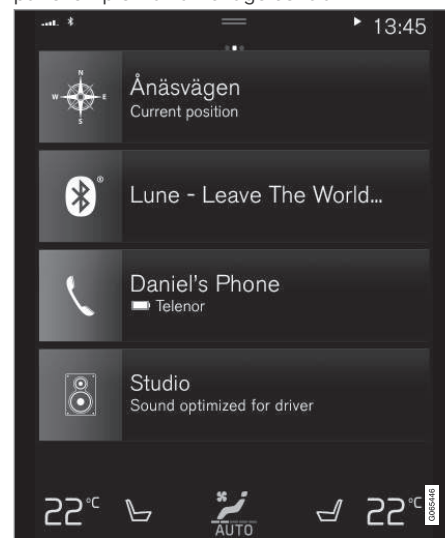 13:45
N
W E
S
Ånäsvägen
Current position
®
Lune - Leave The World...
Daniel's Phone
Telenor
Studio
Sound optimized for driver
22°C 22°C
AUTO
G065446